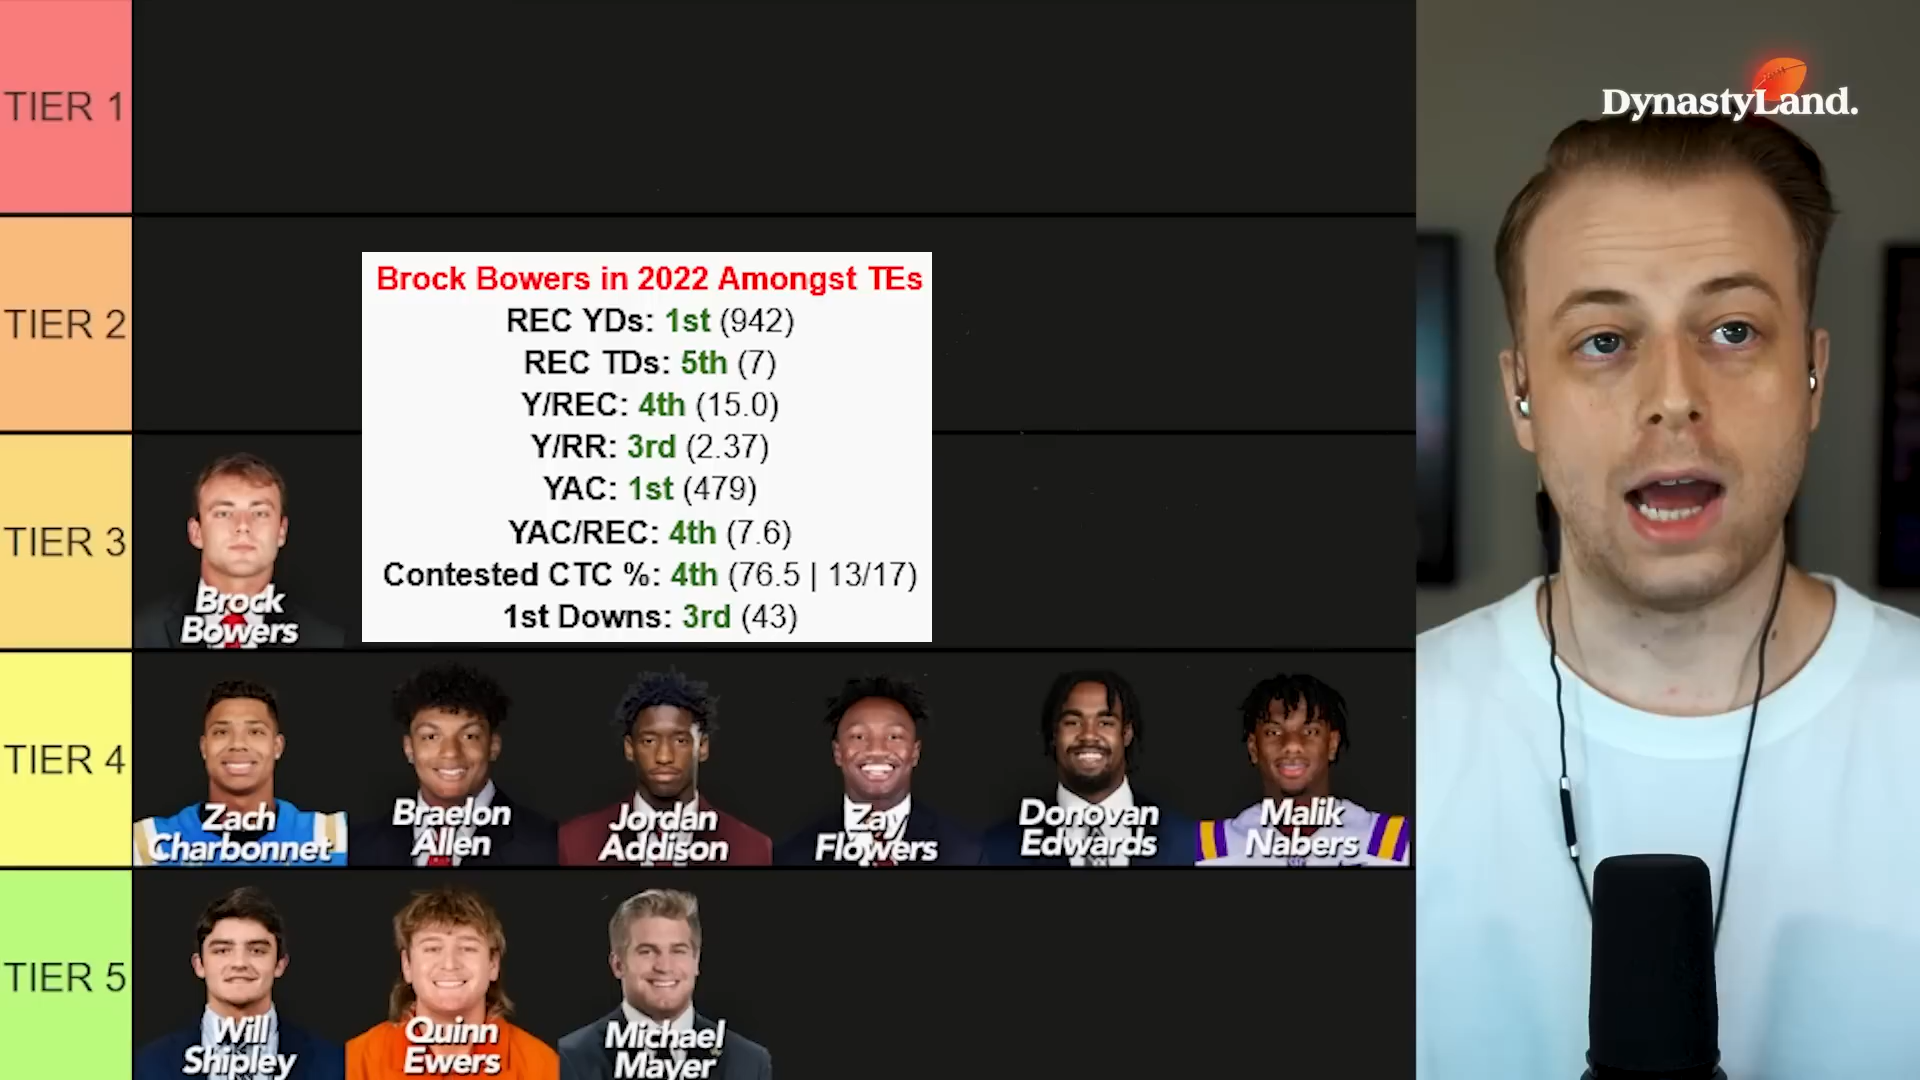 TIER 1
DynastyLand.
TIER 2
Brock Bowers in 2022 Amongst TEs
REC YDs: 1st (942)
REC TDs: 5th (7)
Y/REC: 4th (15.0)
Y/RR: 3rd (2.37)
YAC: 1st (479)
YAC/REC: 4th (7.6)
Contested CTC %: 4th (76.5 | 13/17)
1st Downs: 3rd (43)
TIER 3
Brock
Bowers
TIER 4
Zach
Charbonnet
Braelon
Allen
Jordan
Addison
Zay
Flowers
Donovan
Edwards
Malik
Nabers
TIER 5
Will
Shipley
Quinn
Ewers
Michael
Mayer